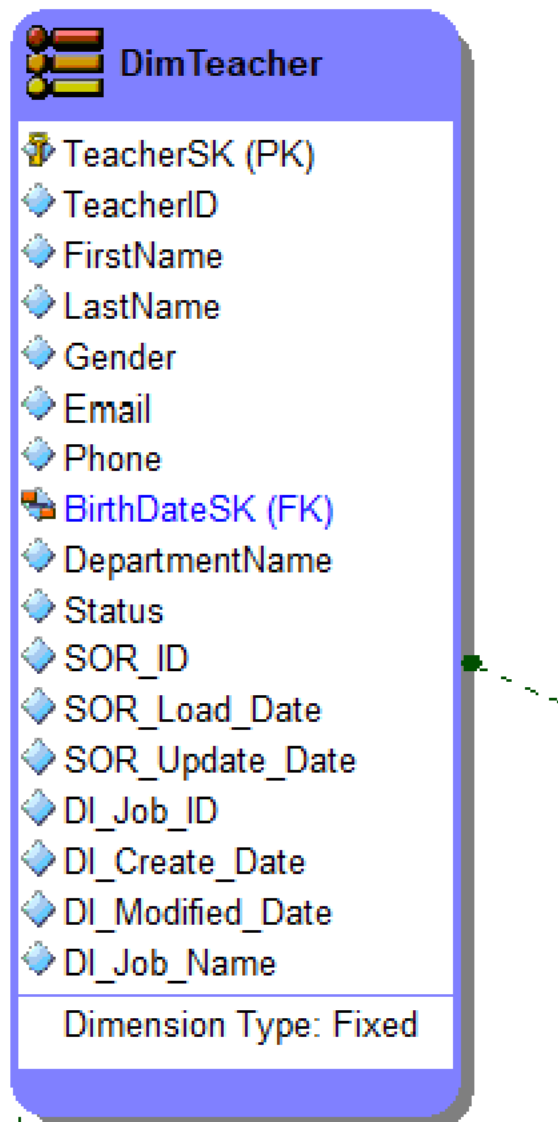 DimTeacher
TeacherSK (PK)
TeacherID
FirstName
LastName
Gender
Email
Phone
BirthDateSK (FK)
DepartmentName
Status
SOR_ID
SOR_Load_Date
SOR_Update_Date
DI_Job_ID
DI_Create_Date
DI_Modified_Date
DI_Job_Name
Dimension Type: Fixed